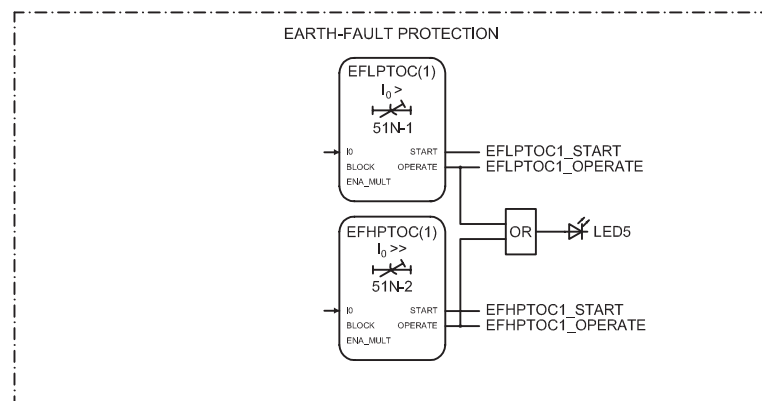 EARTH-FAULT PROTECTION
EFLPTOC(1)
I0 >
51N-1
I0 START EFLPTOC1_START
BLOCK OPERATE EFLPTOC1_OPERATE
ENA_MULT
OR LED5
EFHPTOC(1)
I0 >>
51N-2
I0 START EFHPTOC1_START
BLOCK OPERATE EFHPTOC1_OPERATE
ENA_MULT